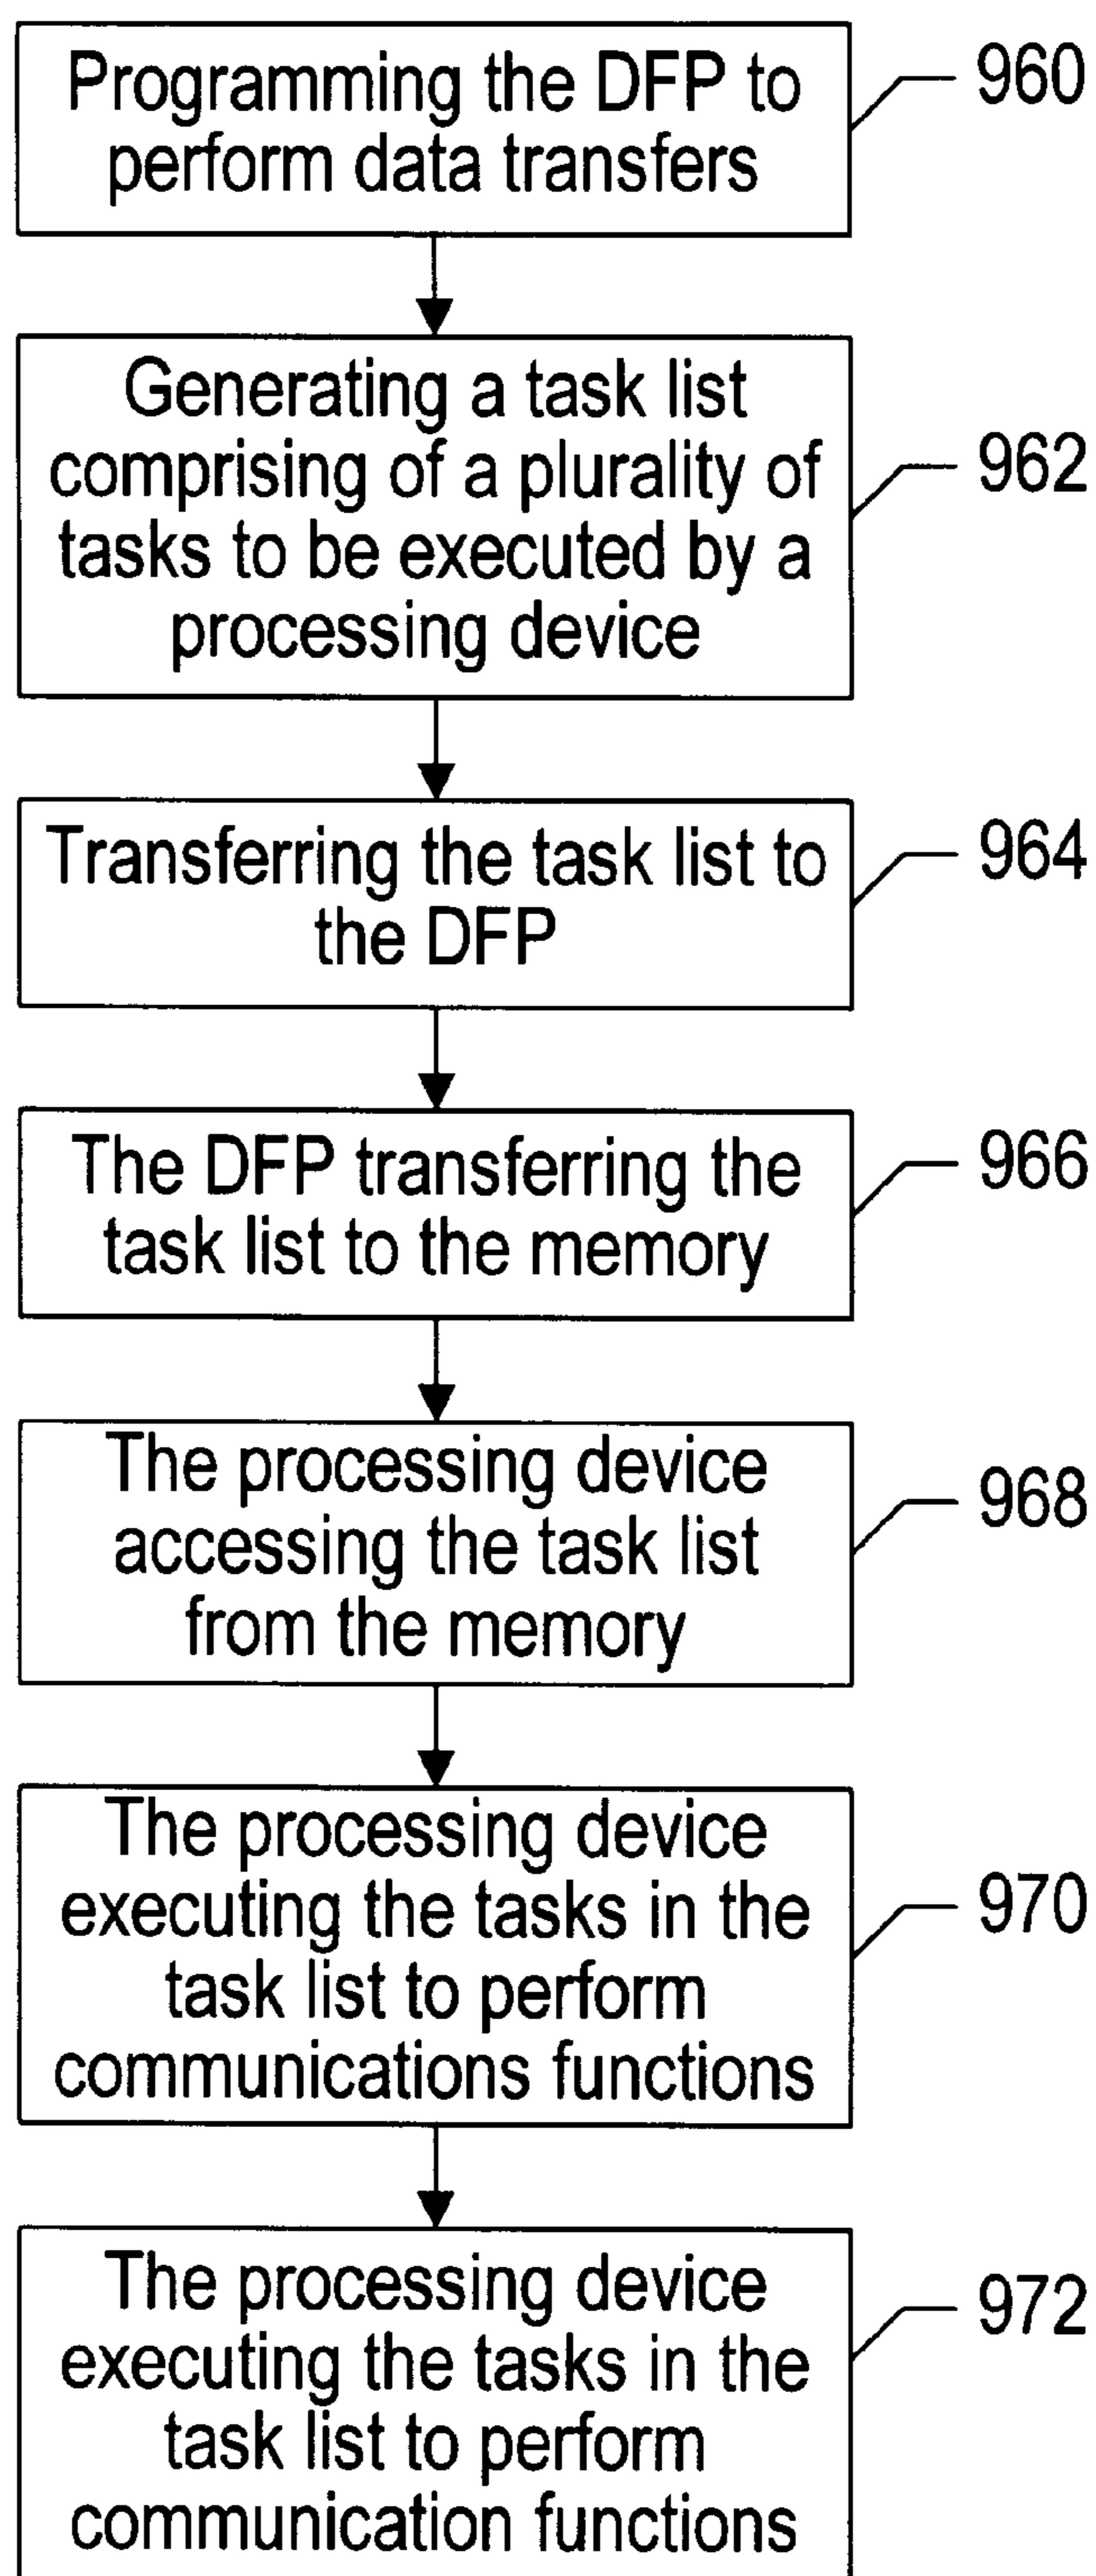 Programming the DFP to
perform data transfers
960
Generating a task list
comprising of a plurality of
tasks to be executed by a
processing device
962
Transferring the task list to
the DFP
964
The DFP transferring the
task list to the memory
966
The processing device
accessing the task list
from the memory
968
The processing device
executing the tasks in the
task list to perform
communications functions
970
The processing device
executing the tasks in the
task list to perform
communication functions
972